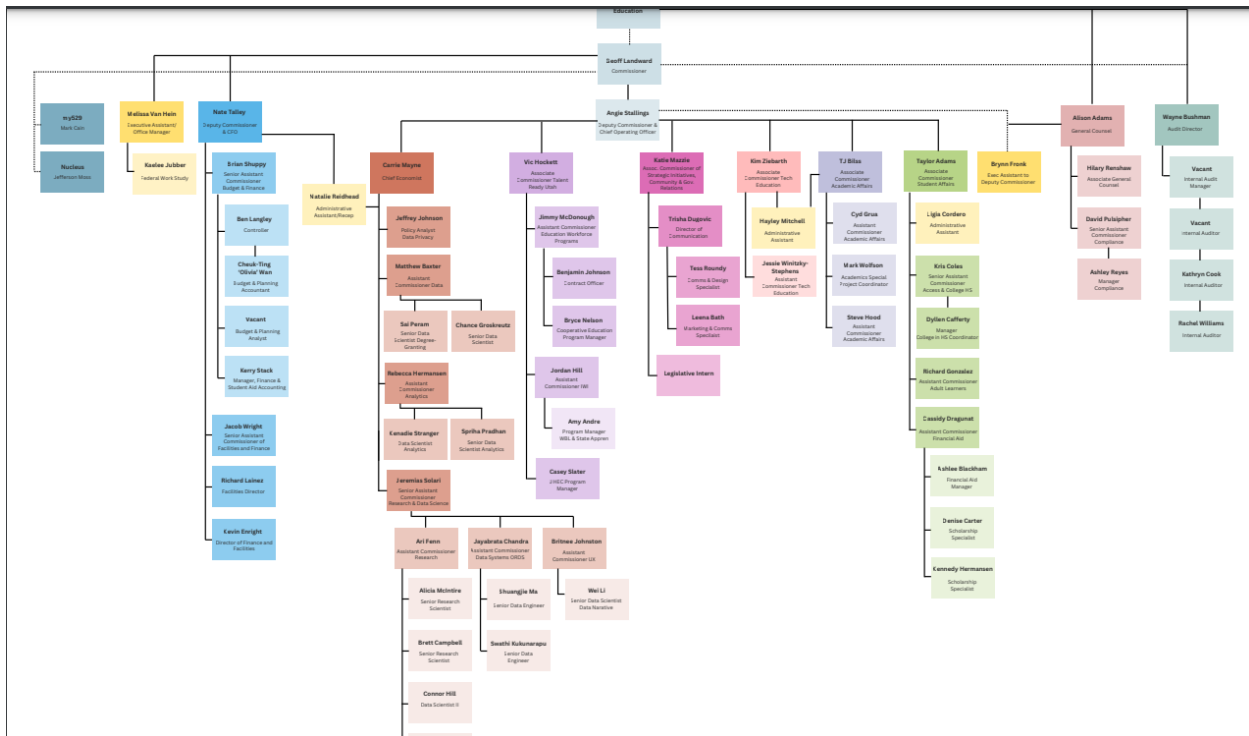 Education
Geoff Landward
Commissioner
my529
Mark Cain
Nucleus
Jefferson Moss
Melissa Van Hein
Executive Assistant/
Office Manager
Kaelee Jubber
Federal Work Study
Nate Talley
Deputy Commissioner
& CFO
Natalie Reidhead
Administrative
Assistant/Recep
Brian Shuppy
Senior Assistant
Commissioner
Budget & Finance
Ben Langley
Controller
Cheuk-Ting
'Olivia' Wan
Budget & Planning
Accountant
Vacant
Budget & Planning
Analyst
Kerry Stack
Manager, Finance &
Student Aid Accounting
Jacob Wright
Senior Assistant
Commissioner of
Facilities and Finance
Richard Lainez
Facilities Director
Kevin Enright
Director of Finance and
Facilities
Angie Stallings
Deputy Commissioner &
Chief Operating Officer
Carrie Mayne
Chief Economist
Jeffrey Johnson
Policy Analyst
Data Privacy
Matthew Baxter
Assistant
Commissioner Data
Sai Param
Senior Data
Scientist Degree-
Granting
Chance Groskreutz
Senior Data
Scientist
Rebecca Hermansen
Assistant
Commissioner
Analytics
Kenadie Stranger
Data Scientist
Analytics
Spriha Pradhan
Senior Data
Scientist Analytics
Jeremias Solari
Senior Assistant
Commissioner
Research & Data Science
Ari Fenn
Assistant Commissioner
Research
Alicia McIntire
Senior Research
Scientist
Brett Campbell
Senior Research
Scientist
Connor Hill
Data Scientist II
Jayabrata Chandra
Assistant Commissioner
Data Systems ORDS
Shuangjie Ma
Senior Data Engineer
Swathi Kukunarapu
Senior Data
Engineer
Britnee Johnston
Assistant
Commissioner UX
Wei Li
Senior Data Scientist
Data Narrative
Vic Hockett
Associate
Commissioner Talent
Ready Utah
Jimmy McDonough
Assistant Commissioner
Education Workforce
Programs
Benjamin Johnson
Contract Officer
Bryce Nelson
Cooperative Education
Program Manager
Jordan Hill
Assistant
Commissioner IWI
Amy Andre
Program Manager
WBL & State Appren
Casey Slater
UHEC Program
Manager
Katie Mazzie
Assoc. Commissioner of
Strategic Initiatives,
Community & Gov.
Relations
Trisha Dugovic
Director of
Communication
Tess Roundy
Comms & Design
Specialist
Leena Bath
Marketing & Comms
Specialist
Legislative Intern
Kim Ziebarth
Associate
Commissioner Tech
Education
Hayley Mitchell
Administrative
Assistant
Jessie Winitzky-
Stephens
Assistant
Commissioner Tech
Education
TJ Bliss
Associate
Commissioner
Academic Affairs
Cyd Grua
Assistant
Commissioner
Academic Affairs
Mark Wolfson
Academics Special
Project Coordinator
Steve Hood
Assistant
Commissioner
Academic Affairs
Taylor Adams
Associate
Commissioner
Student Affairs
Ligia Cordero
Administrative
Assistant
Kris Coles
Senior Assistant
Commissioner
Access & College HS
Dyllen Cafferty
Manager
College in HS Coordinator
Richard Gonzalez
Assistant Commissioner
Adult Learners
Cassidy Dragunat
Assistant Commissioner
Financial Aid
Ashlee Blackham
Financial Aid
Manager
Denise Carter
Scholarship
Specialist
Kennedy Hermansen
Scholarship
Specialist
Brynn Fronk
Exec Assistant to
Deputy Commissioner
Alison Adams
General Counsel
Hilary Renshaw
Associate General
Counsel
David Pulsipher
Senior Assistant
Commissioner
Compliance
Ashley Reyes
Manager
Compliance
Wayne Bushman
Audit Director
Vacant
Internal Audit
Manager
Vacant
Internal Auditor
Kathryn Cook
Internal Auditor
Rachel Williams
Internal Auditor